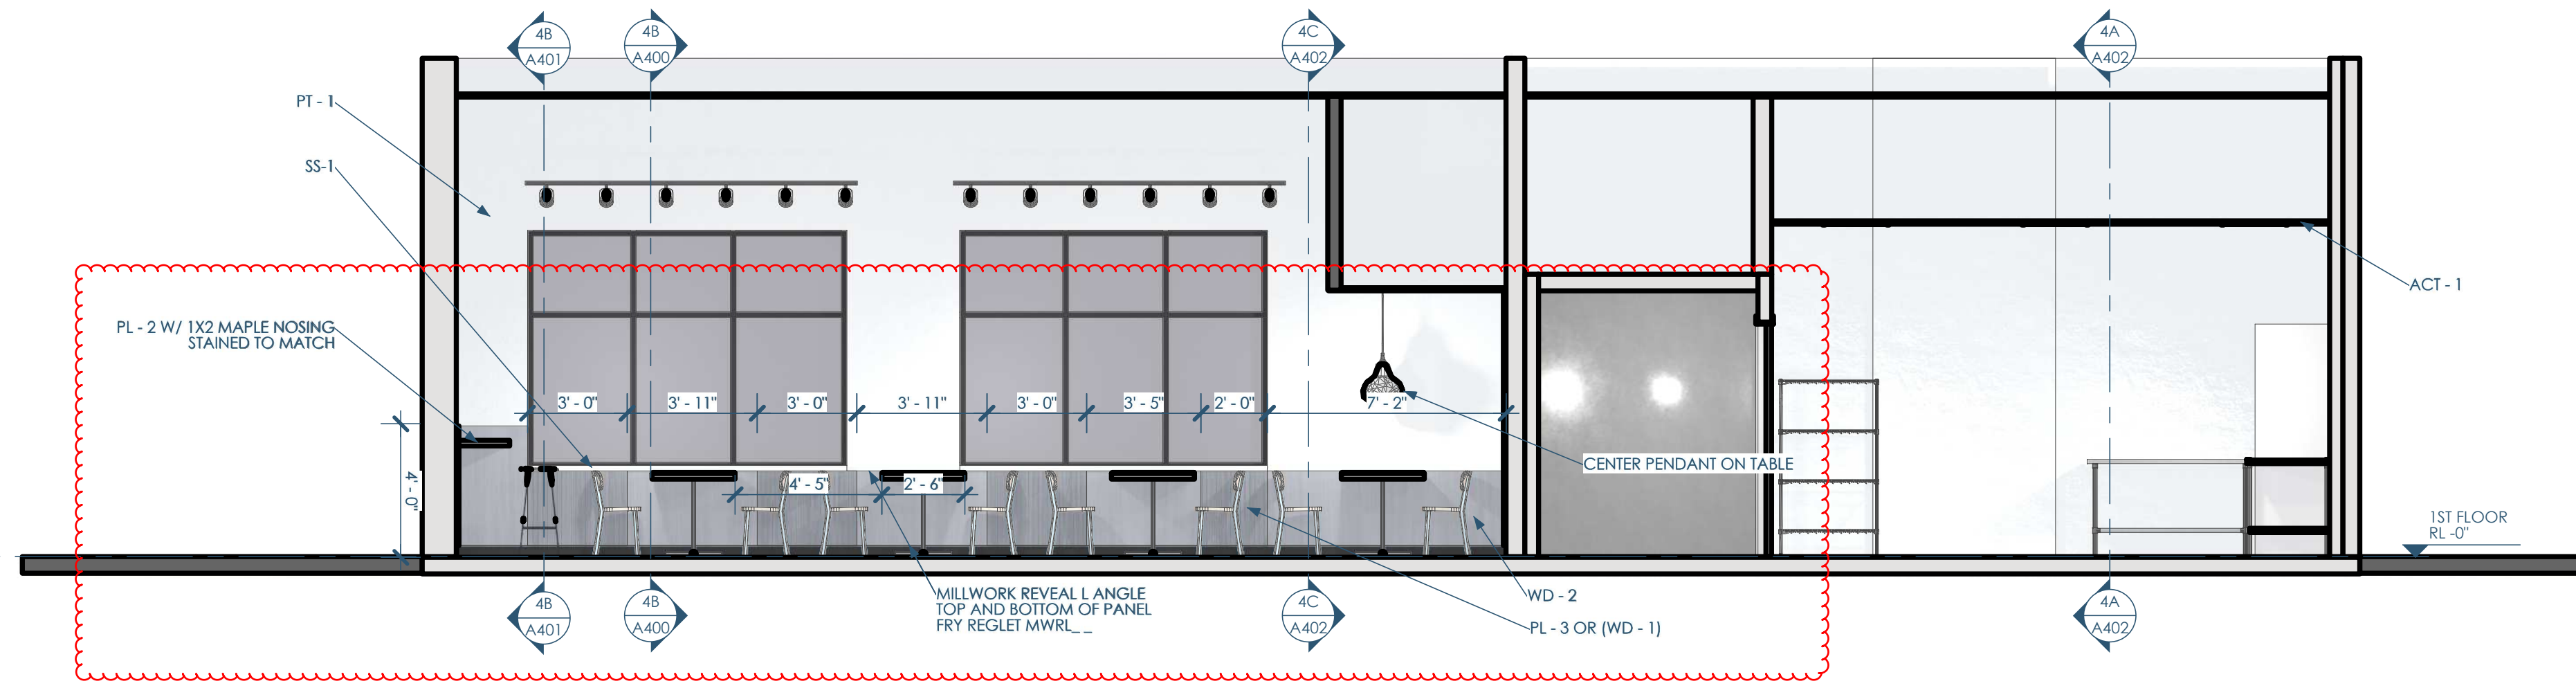 4B
A401
4B
A400
4C
A402
4A
A402
PT - 1
SS-1
PL - 2 W/ 1X2 MAPLE NOSING
STAINED TO MATCH
ACT - 1
3' - 0"
3' - 11"
3' - 0"
3' - 11"
3' - 0"
3' - 5"
2' - 0"
7' - 2"
4' - 0"
4' - 5"
2' - 6"
CENTER PENDANT ON TABLE
1ST FLOOR
RL -0"
MILLWORK REVEAL L ANGLE
TOP AND BOTTOM OF PANEL
FRY REGLET MWRL_ _
WD - 2
PL - 3 OR (WD - 1)
4B
A401
4B
A400
4C
A402
4A
A402